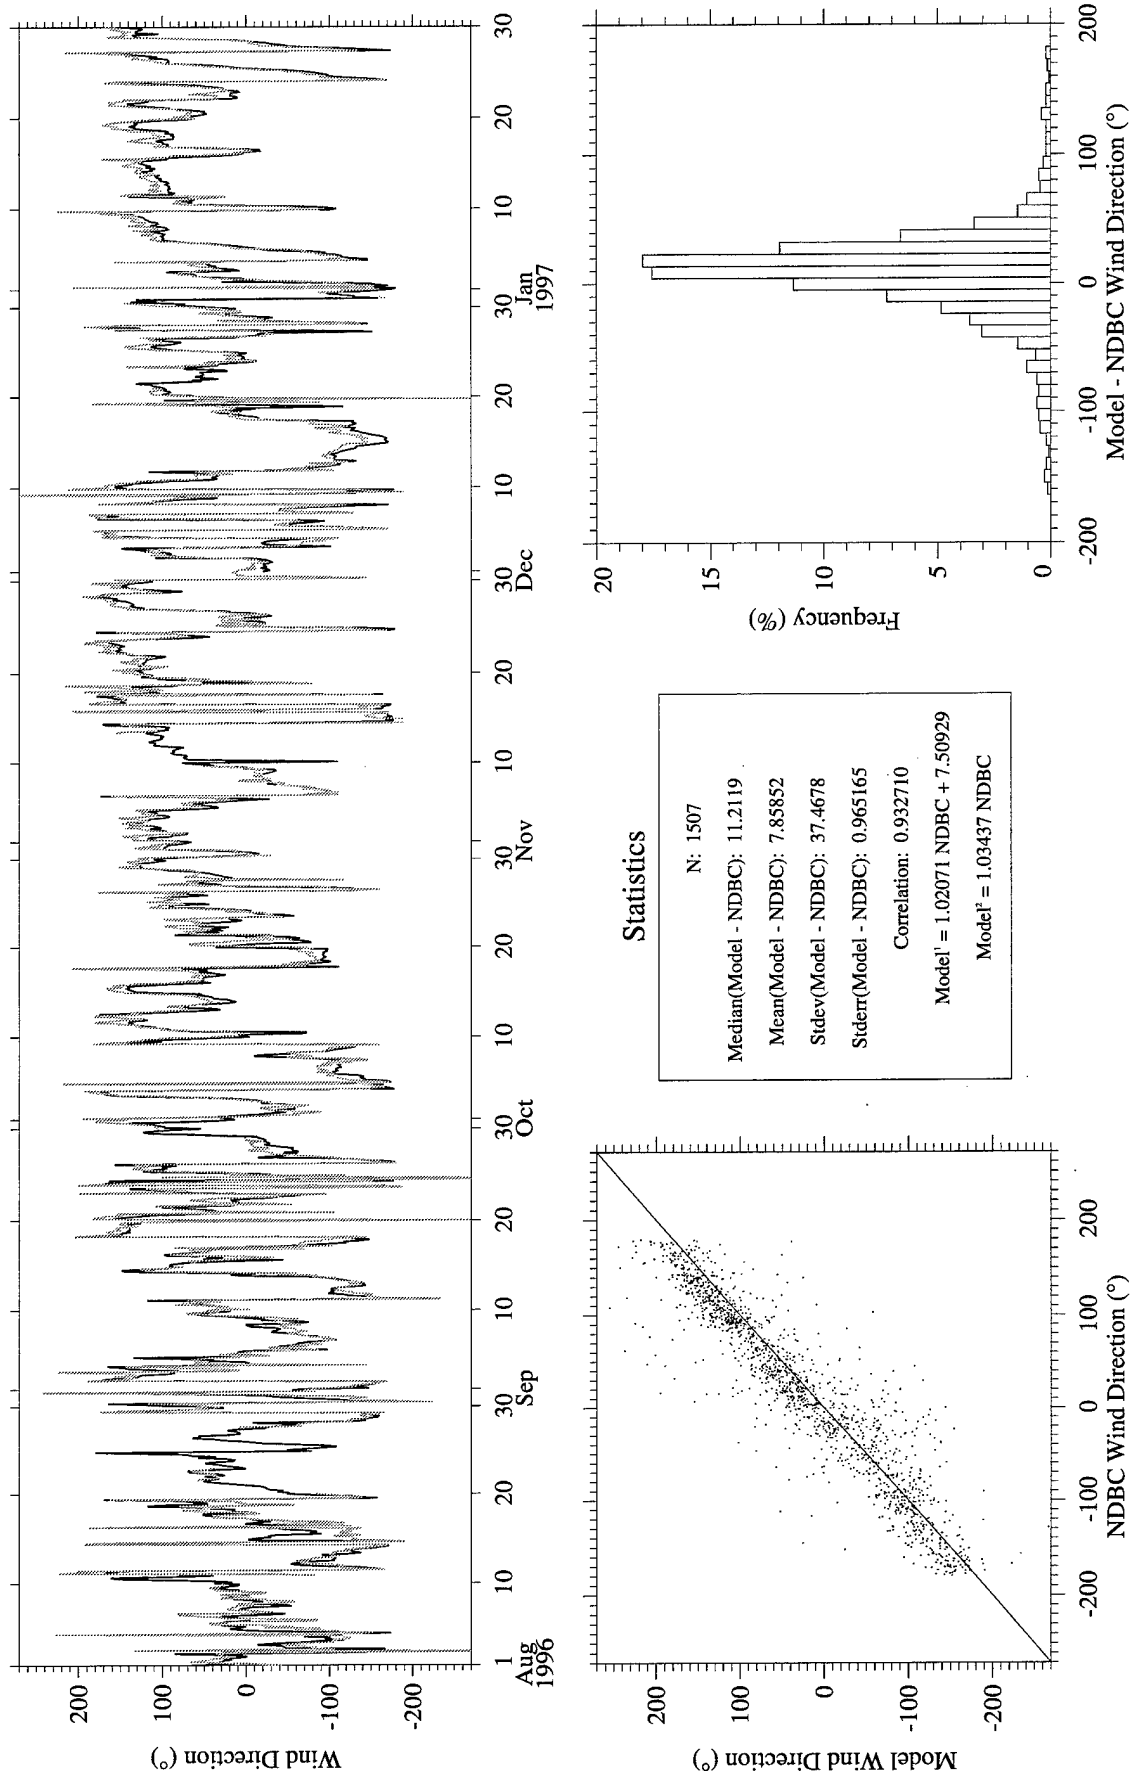 Wind Direction (°)
200
100
0
-100
-200
1 10 20 30 10 20 30 10 20 30 10 20 30 10 20 30 10 20 30
Aug Sep Oct Nov Dec Jan
1996 1997
Model Wind Direction (°)
200
100
0
-100
-200
-200 -100 0 100 200
NDBC Wind Direction (°)
Statistics
N: 1507
Median(Model - NDBC): 11.2119
Mean(Model - NDBC): 7.85852
Stdev(Model - NDBC): 37.4678
Stderr(Model - NDBC): 0.965165
Correlation: 0.932710
Model¹ = 1.02071 NDBC + 7.50929
Model² = 1.03437 NDBC
Frequency (%)
20
15
10
5
0
-200 -100 0 100 200
Model - NDBC Wind Direction (°)